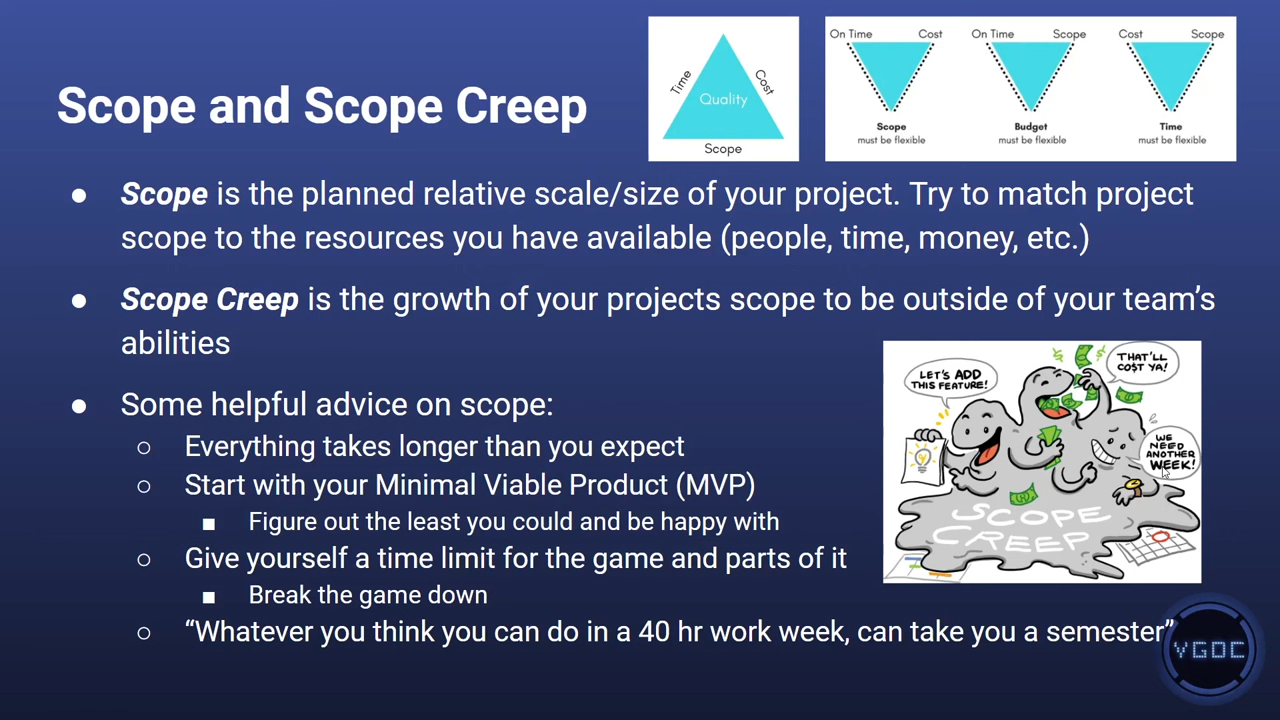 Scope and Scope Creep
Time
Cost
Quality
Scope
On Time
Cost
Scope
must be flexible
On Time
Scope
Budget
must be flexible
Cost
Scope
Time
must be flexible
● Scope is the planned relative scale/size of your project. Try to match project
scope to the resources you have available (people, time, money, etc.)
● Scope Creep is the growth of your projects scope to be outside of your team’s
abilities
● Some helpful advice on scope:
○ Everything takes longer than you expect
○ Start with your Minimal Viable Product (MVP)
■ Figure out the least you could and be happy with
○ Give yourself a time limit for the game and parts of it
■ Break the game down
○ “Whatever you think you can do in a 40 hr work week, can take you a semester”
LET'S ADD
THIS FEATURE!
THAT'LL
CO$T YA!
WE
NEED
ANOTHER
WEEK!
SCOPE
CREEP
VGDC